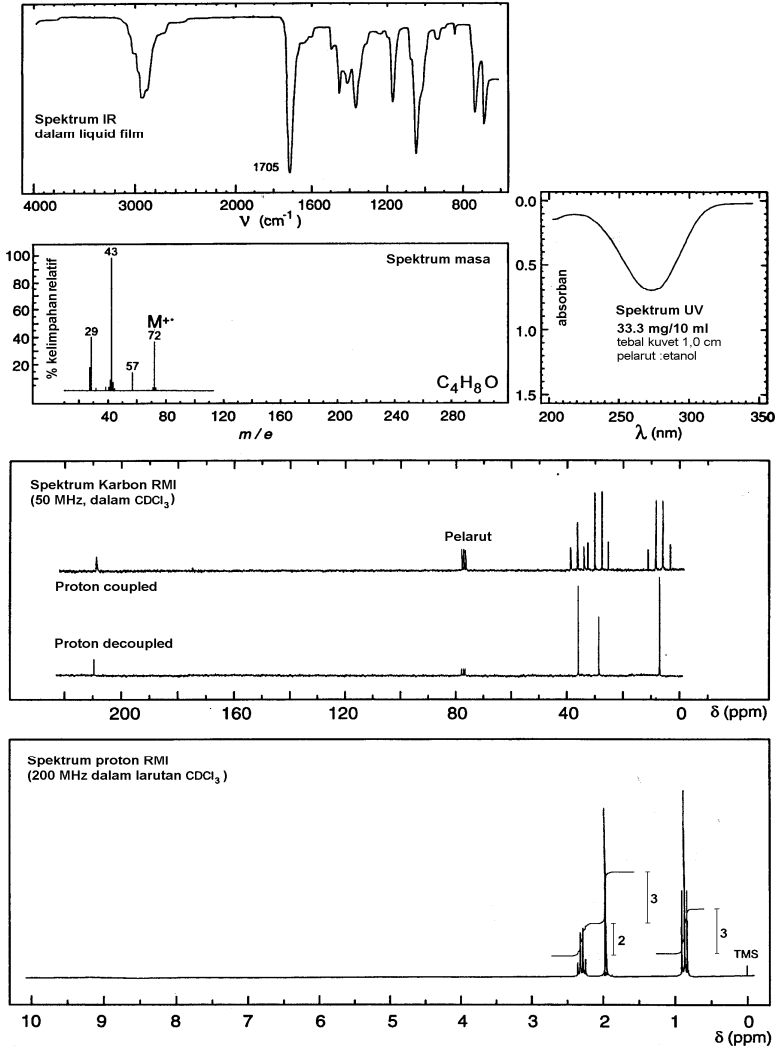 Spektrum IR
dalam liquid film
1705
4000 3000 2000 1600 1200 800
ν (cm⁻¹)
100
80
60
40
20
% kelimpahan relatif
43
Spektrum masa
M⁺·
29
72
57
C₄H₈O
40 80 120 160 200 240 280
m / e
0.0
0.5
1.0
1.5
absorban
Spektrum UV
33.3 mg/10 ml
tebal kuvet 1,0 cm
pelarut :etanol
200 250 300 350
λ (nm)
Spektrum Karbon RMI
(50 MHz, dalam CDCl₃)
Pelarut
Proton coupled
Proton decoupled
200 160 120 80 40 0 δ (ppm)
Spektrum proton RMI
(200 MHz dalam larutan CDCl₃ )
3
2
3
TMS
10 9 8 7 6 5 4 3 2 1 0
δ (ppm)